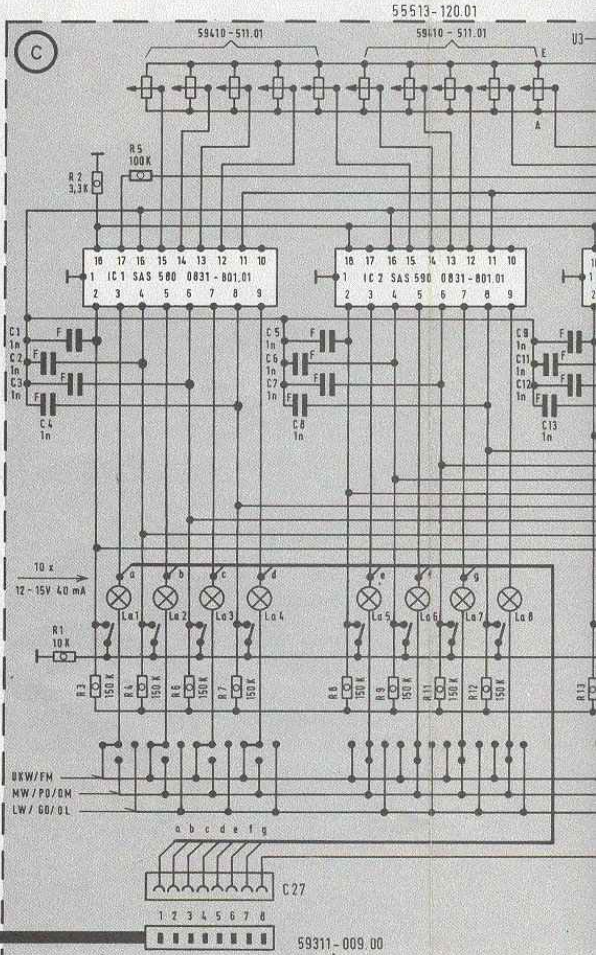 55513-120.01
C
59410-511.01
59410-511.01
E
U3
A
R5
100K
R2
3,3K
18 17 16 15 14 13 12 11 10
18 17 16 15 14 13 12 11 10
1 IC1 SAS 580 0831-801.01
1 IC2 SAS 590 0831-801.01
1
2 3 4 5 6 7 8 9
2 3 4 5 6 7 8 9
2
C1 F
1n
C2 F
1n
C3 F
1n
F
C4
1n
C5 F
1n
C6 F
1n
C7 F
1n
F
C8
1n
C9 F
1n
C11 F
1n
C12 F
1n
F
C13
1n
10 x
12-15V 40 mA
a b c d e f g
La1 La2 La3 La4 La5 La6 La7 La8
R1
10K
R3 150K R4 150K R6 150K R7 150K R8 150K R9 150K R11 150K R12 150K R13
UKW/FM
MW/PO/OM
LW/GO/OL
a b c d e f g
C27
1 2 3 4 5 6 7 8
59311-009.00